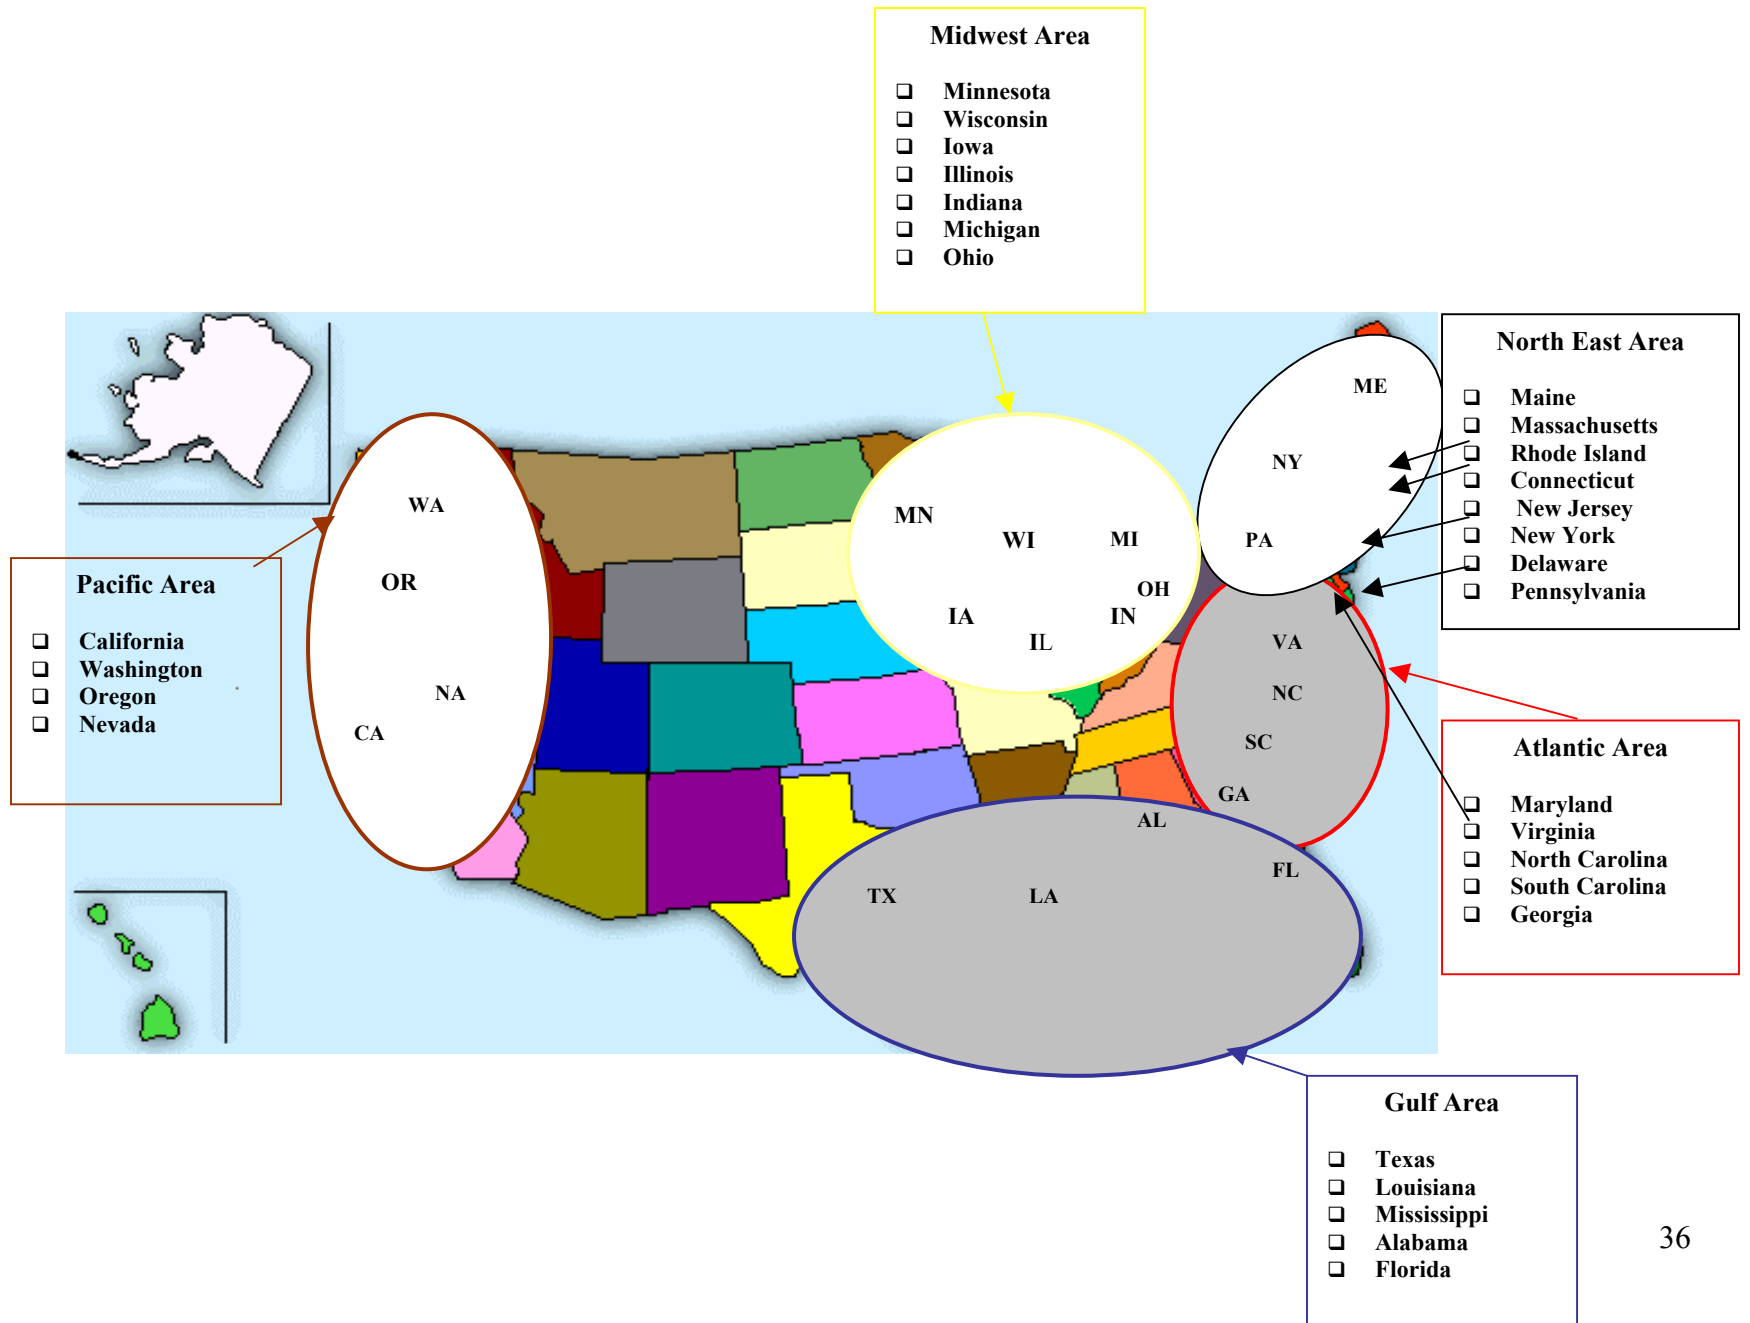 Midwest Area
❑ Minnesota
❑ Wisconsin
❑ Iowa
❑ Illinois
❑ Indiana
❑ Michigan
❑ Ohio
North East Area
❑ Maine
❑ Massachusetts
❑ Rhode Island
❑ Connecticut
❑ New Jersey
❑ New York
❑ Delaware
❑ Pennsylvania
ME
NY
PA
WA
OR
NA
CA
MN
WI
MI
OH
IA
IN
IL
VA
NC
SC
GA
AL
FL
TX
LA
Pacific Area
❑ California
❑ Washington
❑ Oregon
❑ Nevada
Atlantic Area
❑ Maryland
❑ Virginia
❑ North Carolina
❑ South Carolina
❑ Georgia
Gulf Area
❑ Texas
❑ Louisiana
❑ Mississippi
❑ Alabama
❑ Florida
36